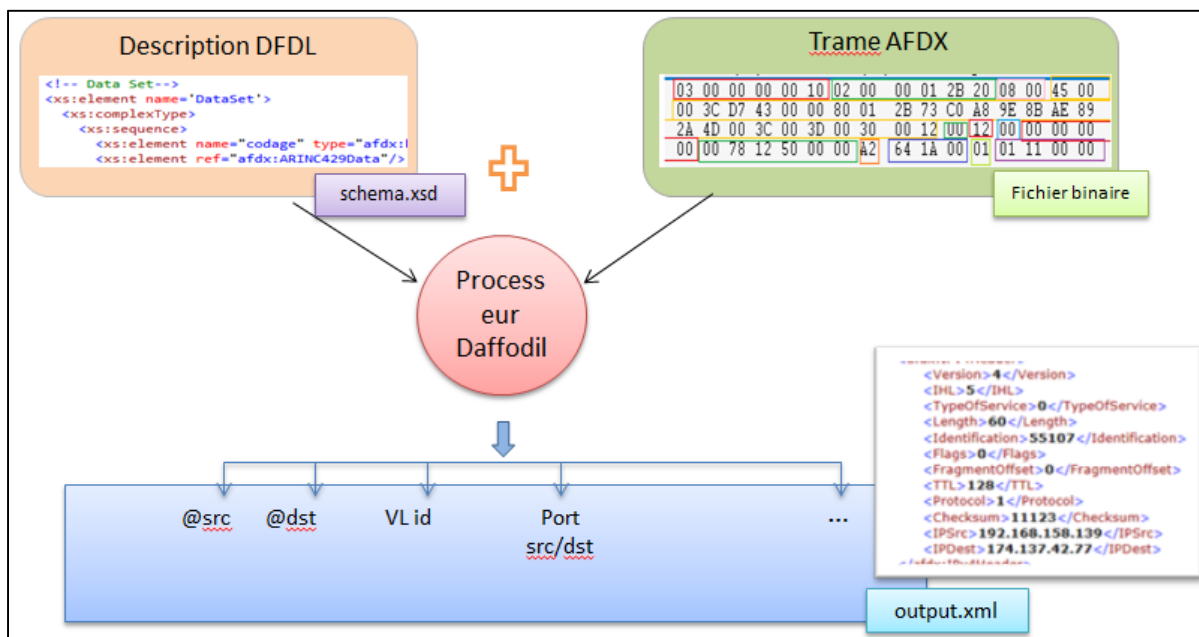 Description DFDL
<!-- Data Set-->
<xs:element name='DataSet'>
<xs:complexType>
<xs:sequence>
<xs:element name="codage" type="afdx:
<xs:element ref="afdx:ARINC429Data"/>
schema.xsd
Trame AFDX
03 00 00 00 00 10 02 00 00 01 2B 20 08 00 45 00
00 3C D7 43 00 00 80 01 2B 73 C0 A8 9E 8B AE 89
2A 4D 00 3C 00 3D 00 30 00 12 00 12 00 00 00 00
00 00 78 12 50 00 00 A2 64 1A 00 01 01 11 00 00
Fichier binaire
Process
eur
Daffodil
@src
@dst
VL id
Port
src/dst
...
<Version>4</Version>
<IHL>5</IHL>
<TypeOfService>0</TypeOfService>
<Length>60</Length>
<Identification>55107</Identification>
<Flags>0</Flags>
<FragmentOffset>0</FragmentOffset>
<TTL>128</TTL>
<Protocol>1</Protocol>
<Checksum>11123</Checksum>
<IPSrc>192.168.158.139</IPSrc>
<IPDest>174.137.42.77</IPDest>
output.xml